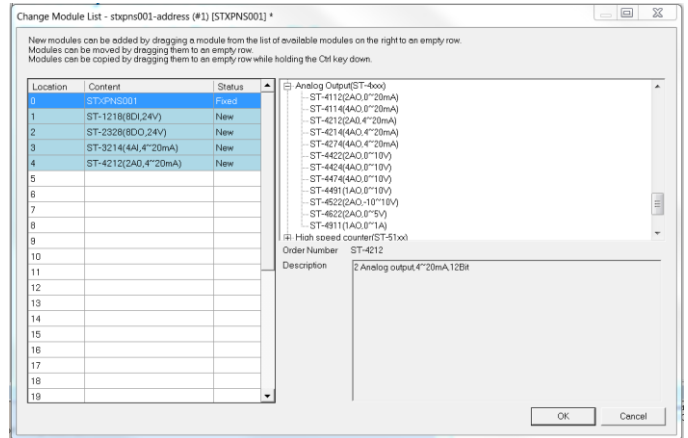 Change Module List - stxpns001-address (#1) [STXPNS001] *
New modules can be added by dragging a module from the list of available modules on the right to an empty row.
Modules can be moved by dragging them to an empty row.
Modules can be copied by dragging them to an empty row while holding the Ctrl key down.
Location Content Status
0 STXPNS001 Fixed
1 ST-1218(8DI,24V) New
2 ST-2328(8DO,24V) New
3 ST-3214(4AI,4~20mA) New
4 ST-4212(2AO,4~20mA) New
5
6
7
8
9
10
11
12
13
14
15
16
17
18
19
Analog Output(ST-4xxx)
ST-4112(2AO,0~20mA)
ST-4114(4AO,0~20mA)
ST-4212(2AO,4~20mA)
ST-4214(4AO,4~20mA)
ST-4274(4AO,4~20mA)
ST-4422(2AO,0~10V)
ST-4424(4AO,0~10V)
ST-4474(4AO,0~10V)
ST-4491(1AO,0~10V)
ST-4522(2AO,-10~10V)
ST-4622(2AO,0~5V)
ST-4911(1AO,0~1A)
High speed counter(ST-51xx)
Order Number ST-4212
Description 2 Analog output,4~20mA,12Bit
OK Cancel